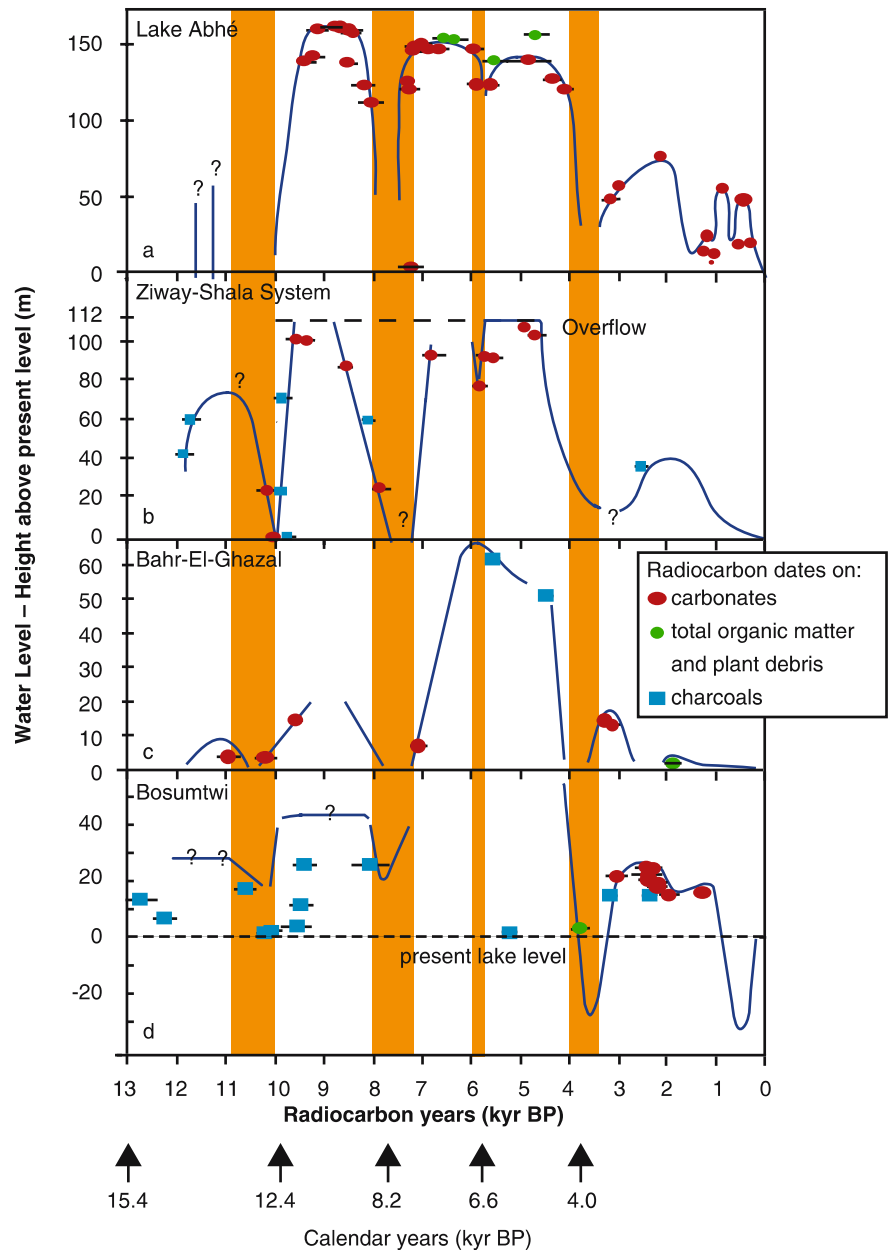 Water Level – Height above present level (m)
Lake Abhé
150
100
50
0
?
?
a
Ziway-Shala System
112
100
80
60
40
20
0
?
Overflow
?
?
b
Bahr-El-Ghazal
60
50
40
30
20
10
0
c
Radiocarbon dates on:
carbonates
total organic matter
and plant debris
charcoals
Bosumtwi
40
20
0
-20
?
?
?
present lake level
d
13 12 11 10 9 8 7 6 5 4 3 2 1 0
Radiocarbon years (kyr BP)
15.4 12.4 8.2 6.6 4.0
Calendar years (kyr BP)